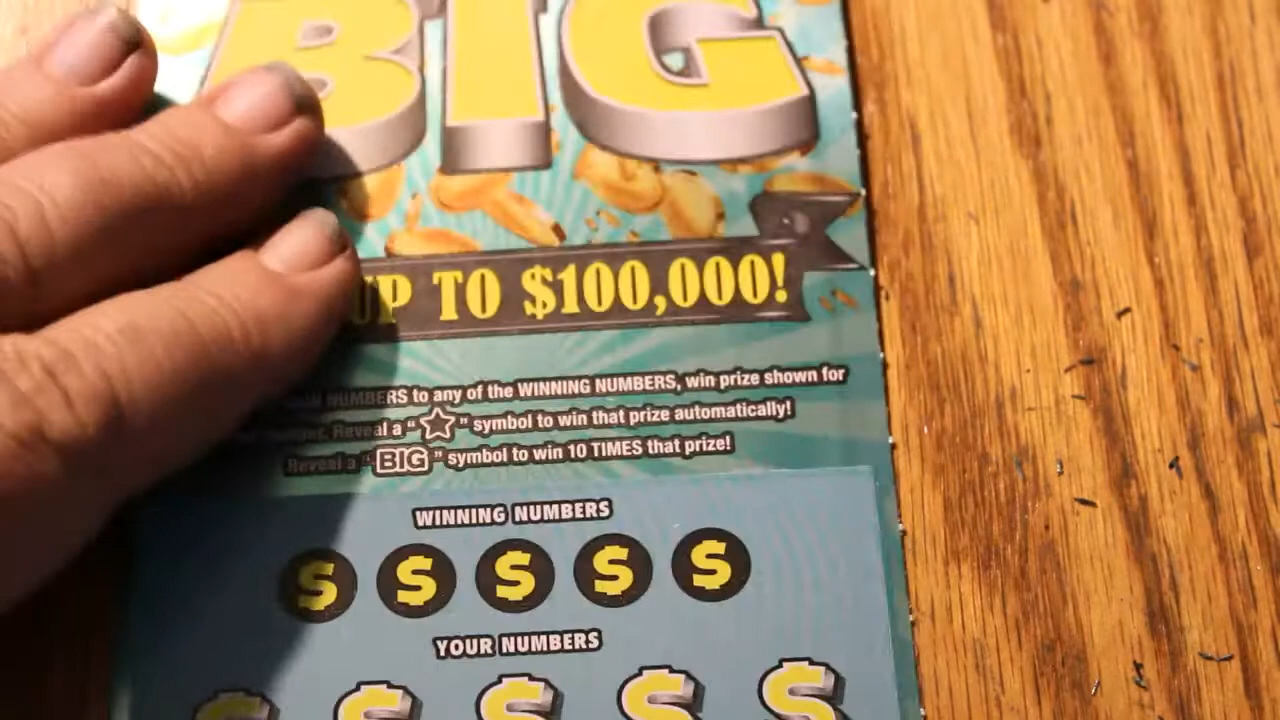 BIG
UP TO $100,000!
NUMBERS to any of the WINNING NUMBERS, win prize shown for
Reveal a "☆" symbol to win that prize automatically!
Reveal a "BIG" symbol to win 10 TIMES that prize!
WINNING NUMBERS
$ $ $ $ $
YOUR NUMBERS
$ $ $ $ $